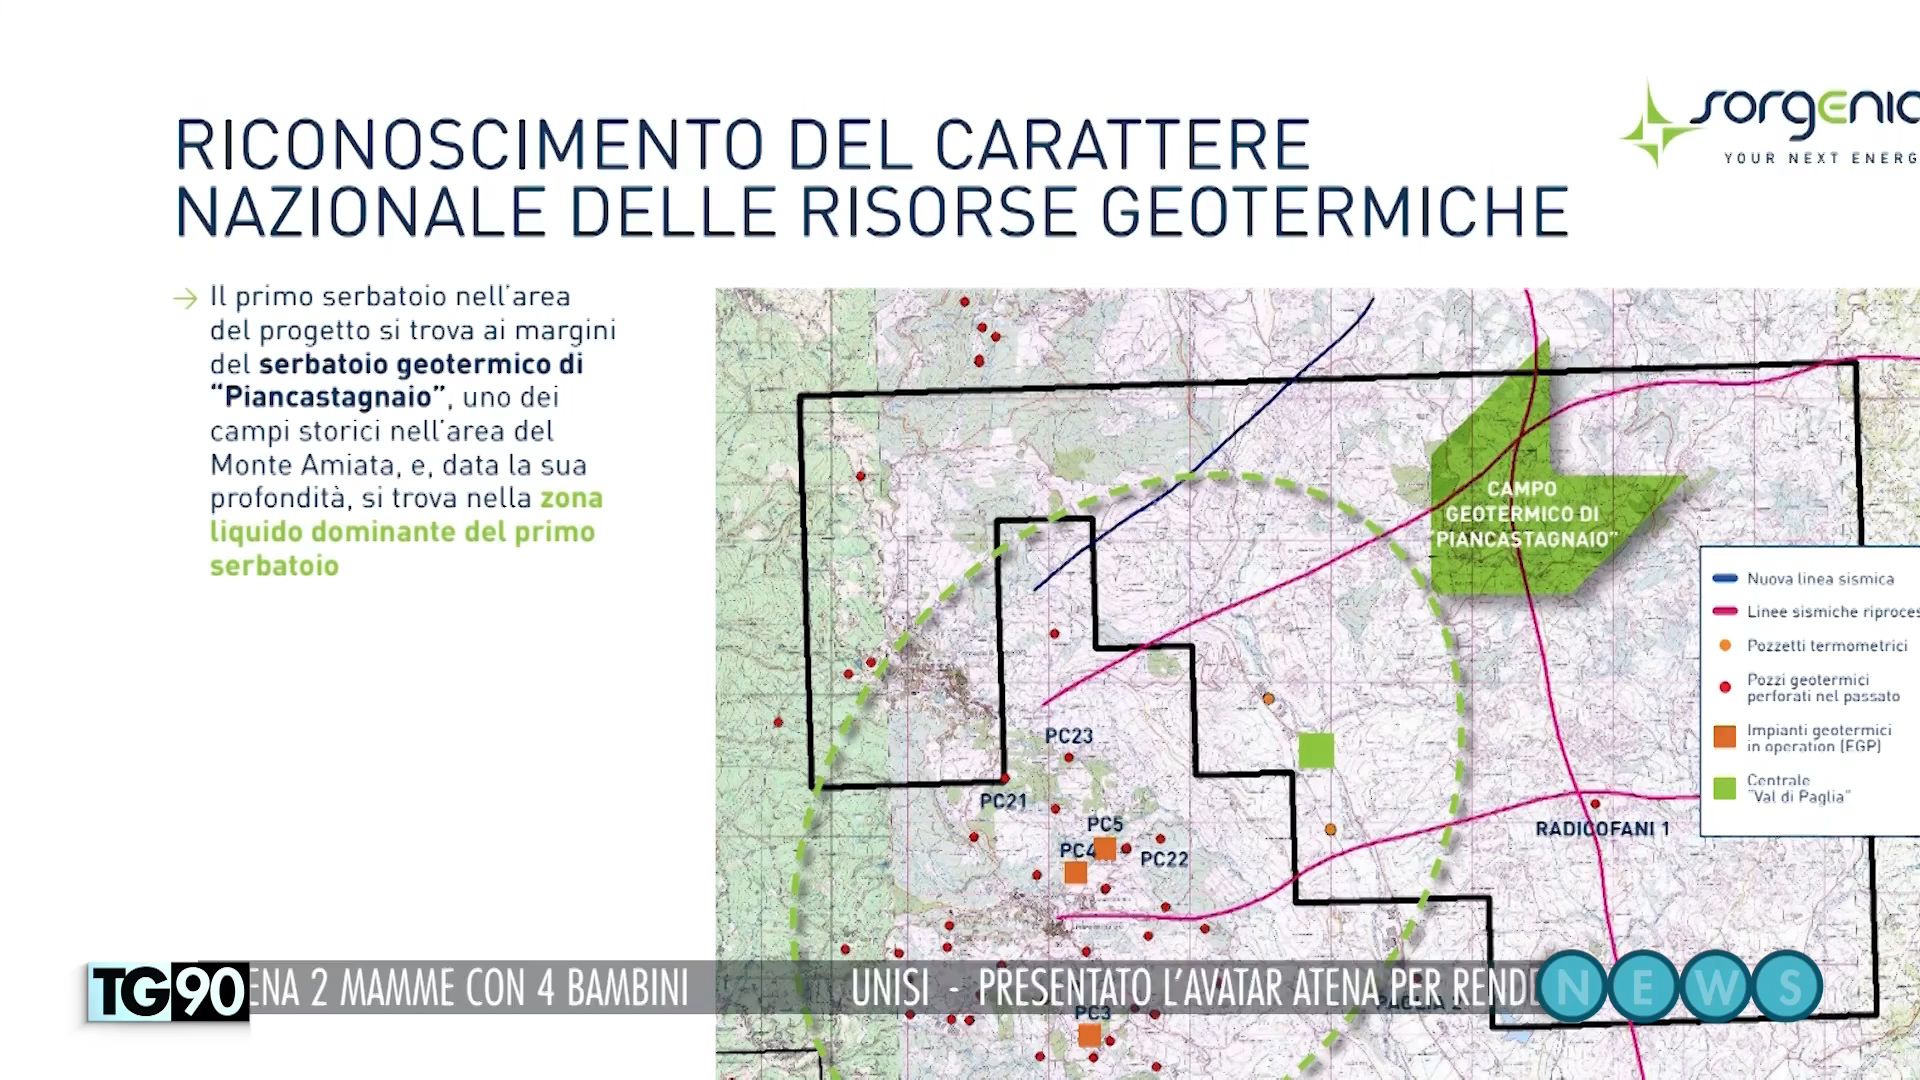 RICONOSCIMENTO DEL CARATTERE
NAZIONALE DELLE RISORSE GEOTERMICHE
sorgenic
YOUR NEXT ENERG
→ Il primo serbatoio nell'area
del progetto si trova ai margini
del serbatoio geotermico di
“Piancastagnaio”, uno dei
campi storici nell'area del
Monte Amiata, e, data la sua
profondità, si trova nella zona
liquido dominante del primo
serbatoio
CAMPO
GEOTERMICO DI
“PIANCASTAGNAIO”
Nuova linea sismica
Linee sismiche riproces
Pozzetti termometrici
Pozzi geotermici
perforati nel passato
Impianti geotermici
in operation (EGP)
Centrale
“Val di Paglia”
PC23
PC21
PC5
PC4
PC22
RADICOFANI 1
PAGLIA 2
PC3
TG90
ENA 2 MAMME CON 4 BAMBINI
UNISI - PRESENTATO L'AVATAR ATENA PER RENDE
NEWS